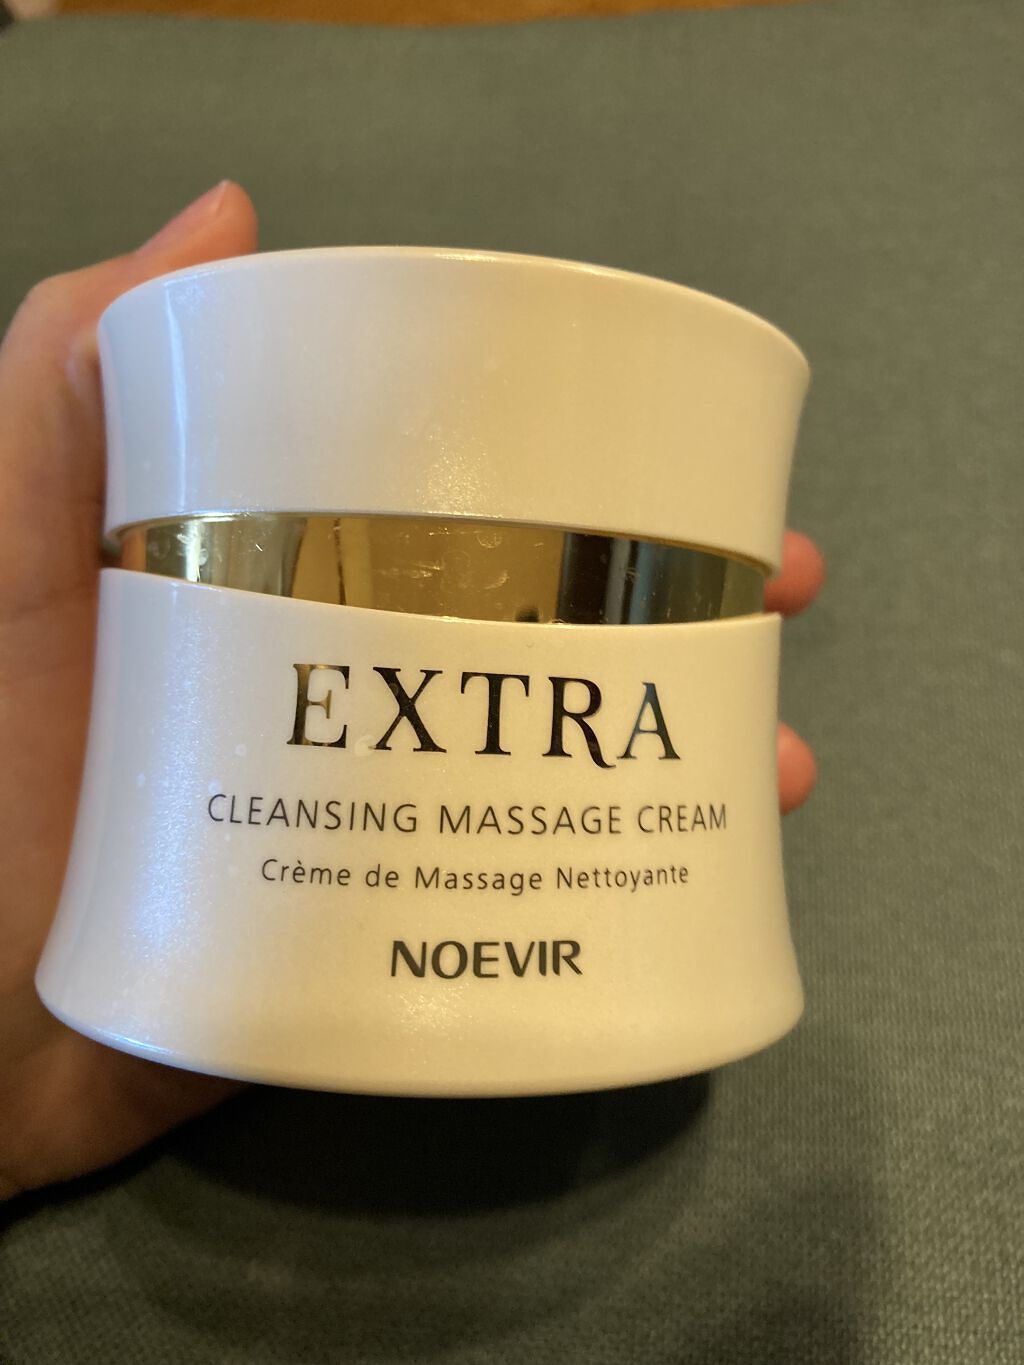 EXTRA
CLEANSING MASSAGE CREAM
Crème de Massage Nettoyante
NOEVIR